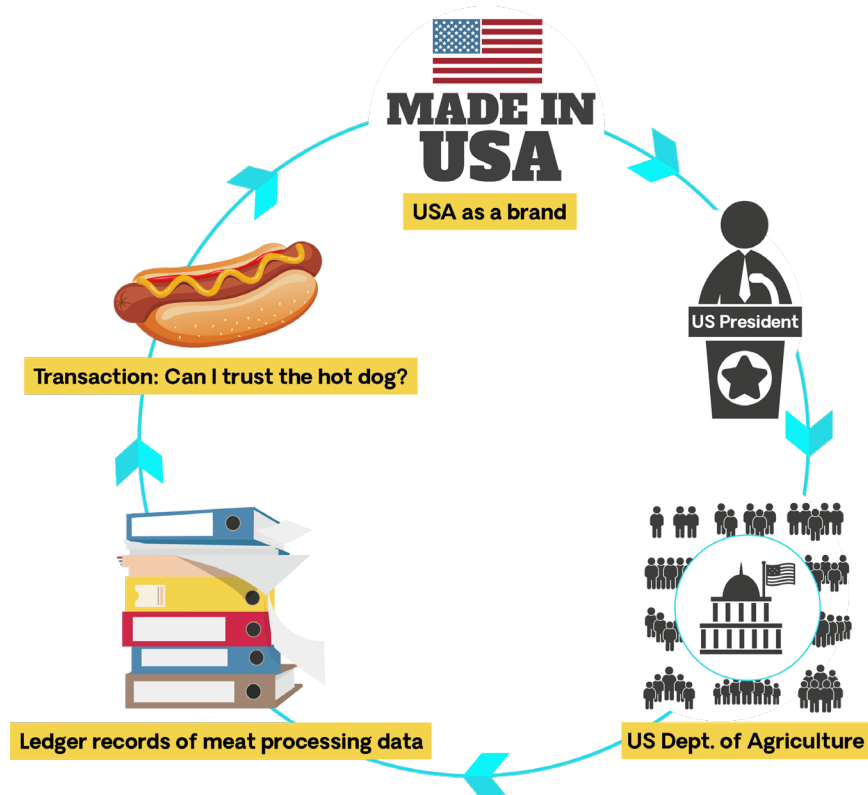 MADE IN
USA
USA as a brand
US President
Transaction: Can I trust the hot dog?
Ledger records of meat processing data
US Dept. of Agriculture